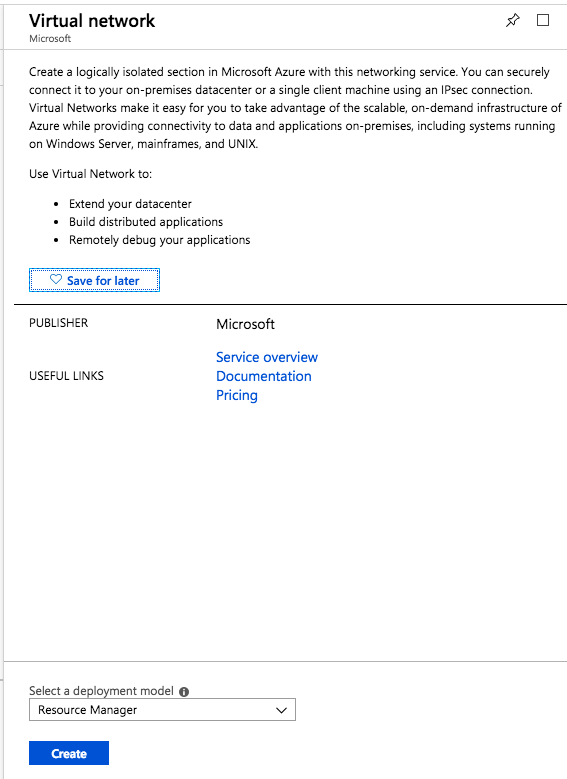 Virtual network
Microsoft
Create a logically isolated section in Microsoft Azure with this networking service. You can securely
connect it to your on-premises datacenter or a single client machine using an IPsec connection.
Virtual Networks make it easy for you to take advantage of the scalable, on-demand infrastructure of
Azure while providing connectivity to data and applications on-premises, including systems running
on Windows Server, mainframes, and UNIX.
Use Virtual Network to:
• Extend your datacenter
• Build distributed applications
• Remotely debug your applications
Save for later
PUBLISHER
Microsoft
USEFUL LINKS
Service overview
Documentation
Pricing
Select a deployment model
Resource Manager
Create